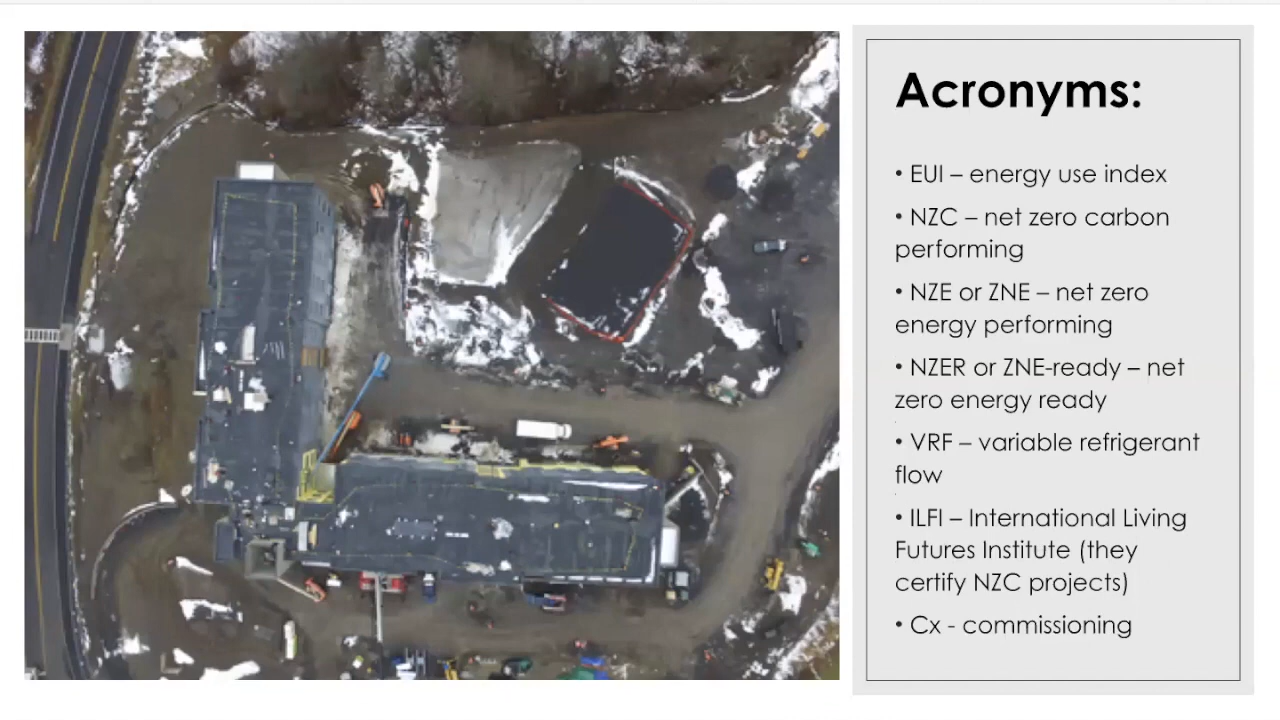 Acronyms:
• EUI – energy use index
• NZC – net zero carbon
performing
• NZE or ZNE – net zero
energy performing
• NZER or ZNE-ready – net
zero energy ready
• VRF – variable refrigerant
flow
• ILFI – International Living
Futures Institute (they
certify NZC projects)
• Cx - commissioning